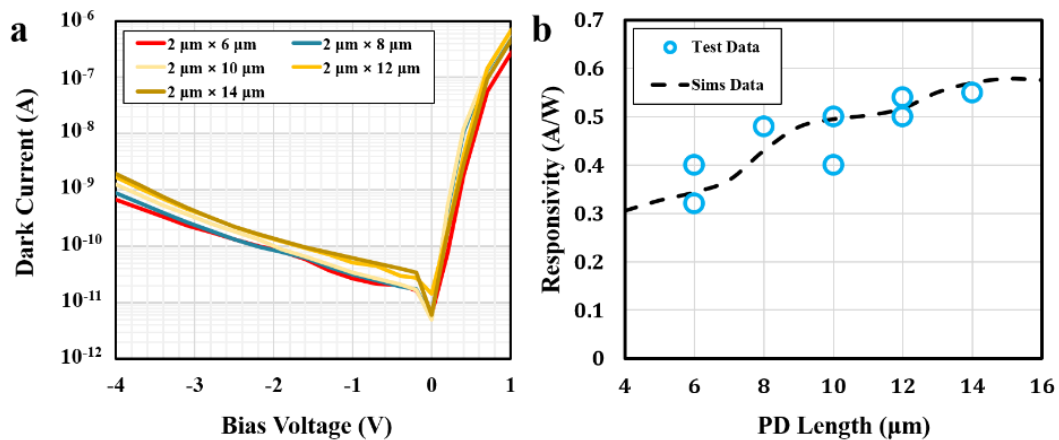 a
10^-6
10^-7
10^-8
10^-9
10^-10
10^-11
10^-12
Dark Current (A)
2 μm × 6 μm
2 μm × 8 μm
2 μm × 10 μm
2 μm × 12 μm
2 μm × 14 μm
-4 -3 -2 -1 0 1
Bias Voltage (V)
b
0.7
0.6
0.5
0.4
0.3
0.2
0.1
0
Responsivity (A/W)
Test Data
Sims Data
4 6 8 10 12 14 16
PD Length (μm)